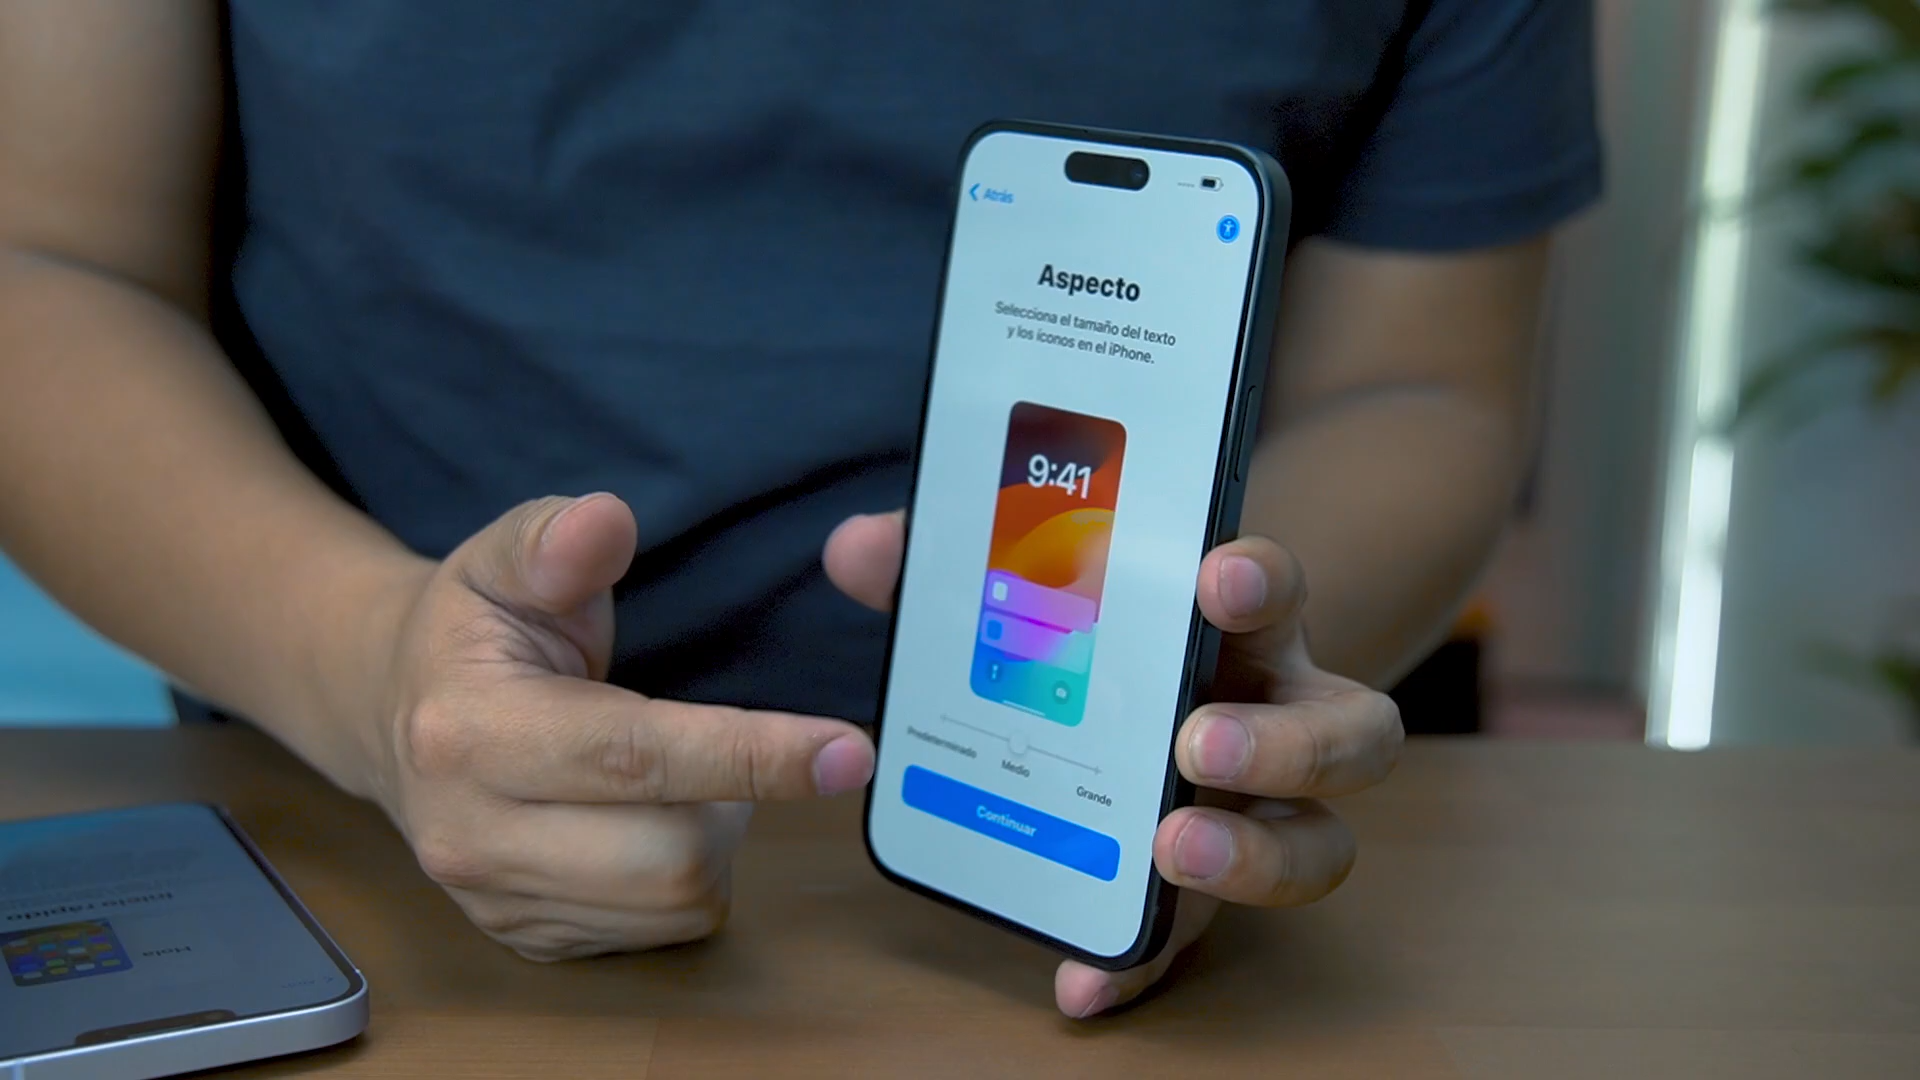 Atrás
Aspecto
Selecciona el tamaño del texto
y los iconos en el iPhone.
9:41
Predeterminado
Medio
Grande
Continuar
Inicio rápido
Hola